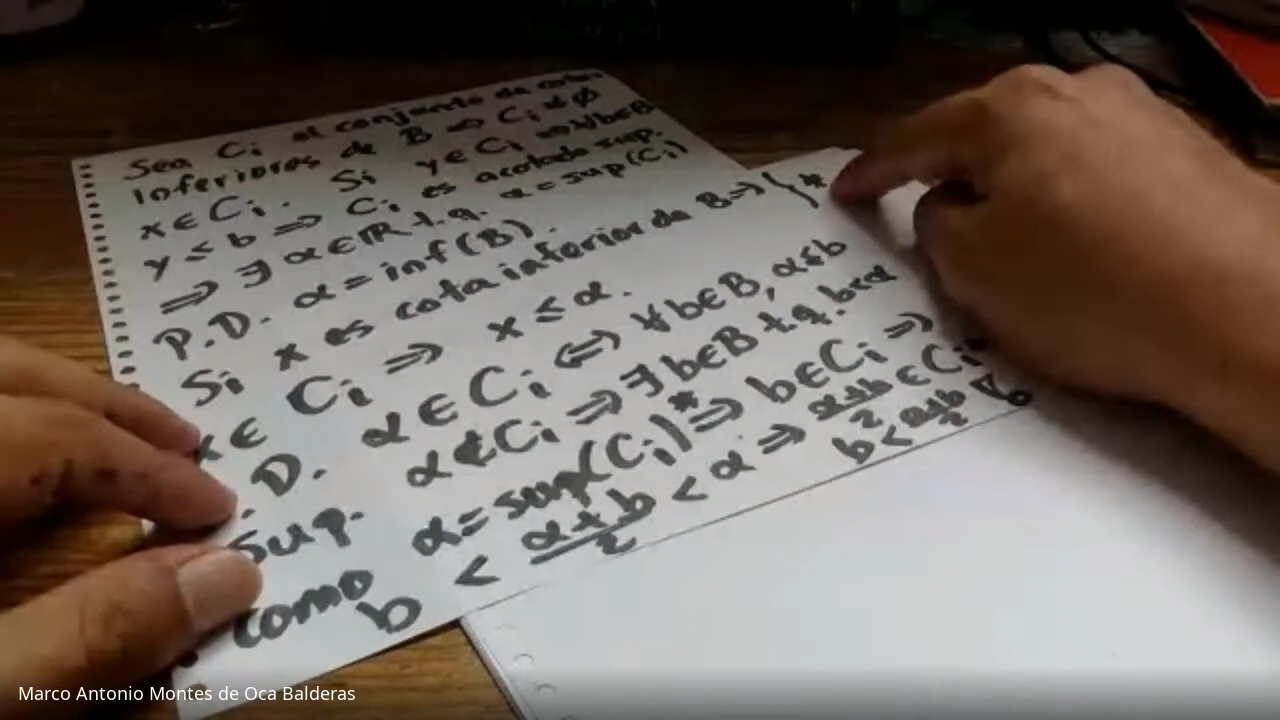 Sea Ci el conjunto de cotas
inferiores de B ⇒ Ci ≠ ∅
x ∈ Ci. Si y ∈ Ci ⇒ ∀b∈B
y ≤ b ⇒ Ci es acotado sup.
⇒ ∃ α∈ℝ t.q. α = sup(Ci)
P.D. α = inf(B).
Si x es cota inferior de B ⇒ }*
x ∈ Ci ⇒ x ≤ α.
D. α ∈ Ci ⇔ ∀b∈B, α≤b
Sup. α∉Ci ⇒ ∃b∈B t.q. b<α
como α = sup(Ci) *⇒ b∈Ci ⇒
b < (α+b)/2 < α ⇒ (α+b)/2 ∈ Ci
b < (α+b)/2
Marco Antonio Montes de Oca Balderas